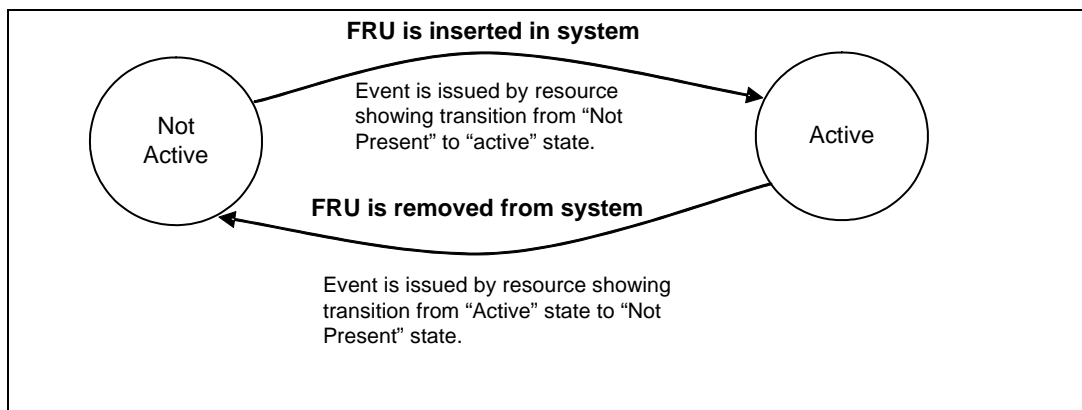 FRU is inserted in system
Event is issued by resource
showing transition from “Not
Present” to “active” state.
Not
Active
Active
FRU is removed from system
Event is issued by resource showing
transition from “Active” state to “Not
Present” state.